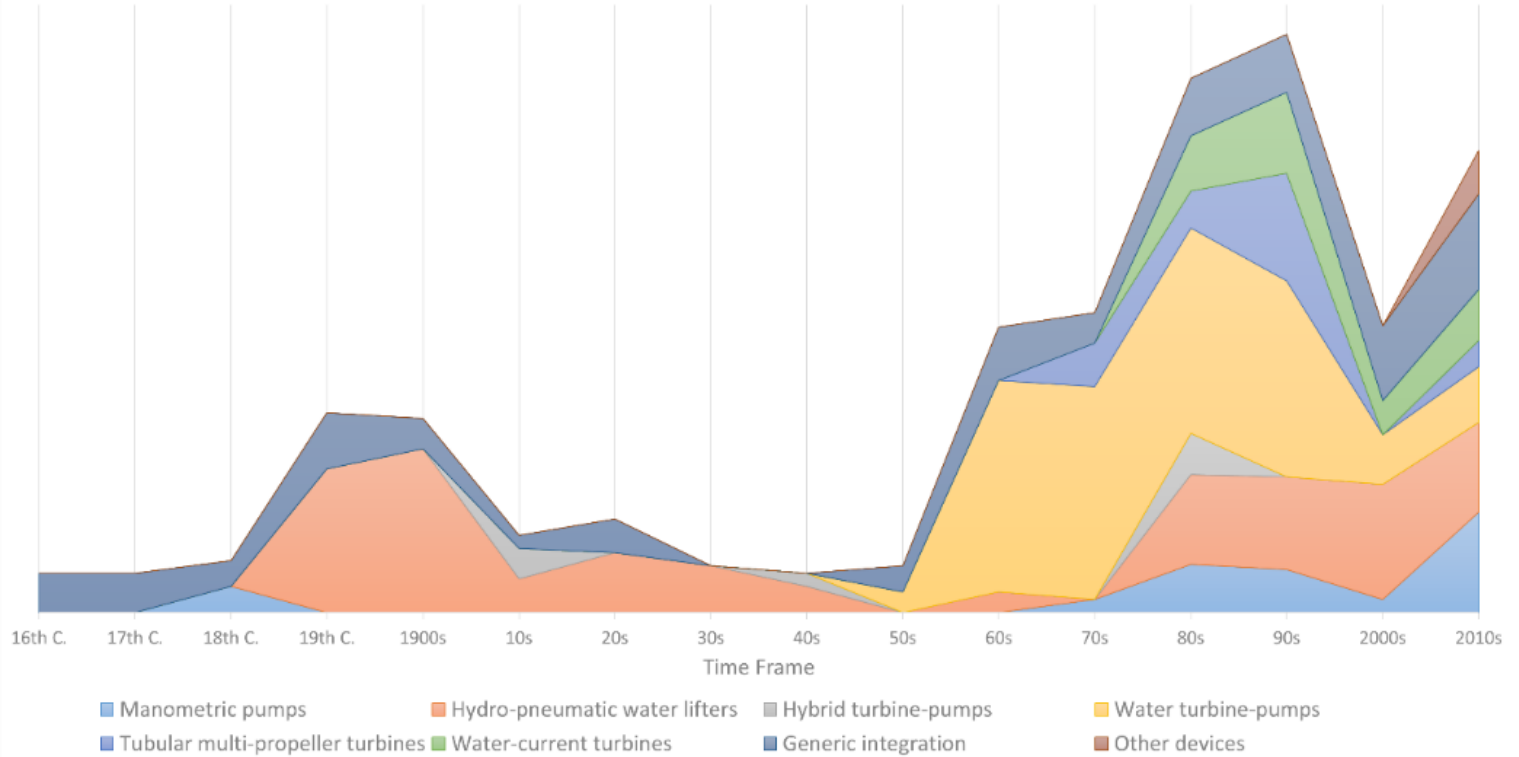 16th C. 17th C. 18th C. 19th C. 1900s 10s 20s 30s 40s 50s 60s 70s 80s 90s 2000s 2010s
Time Frame
Manometric pumps Hydro-pneumatic water lifters Hybrid turbine-pumps Water turbine-pumps
Tubular multi-propeller turbines Water-current turbines Generic integration Other devices